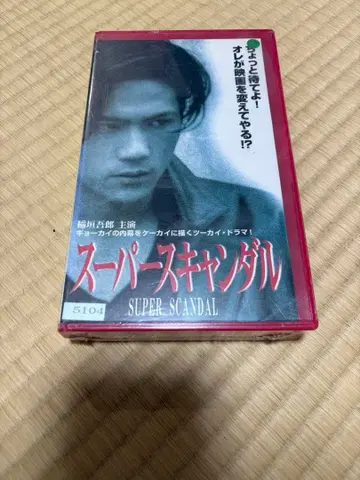 ちょっと待てよ!
オレが映画を変えてやる!?
稲垣吾郎 主演
ギョーカイの内幕をケーカイに描くツーカイ・ドラマ!
スーパースキャンダル
SUPER SCANDAL
5104